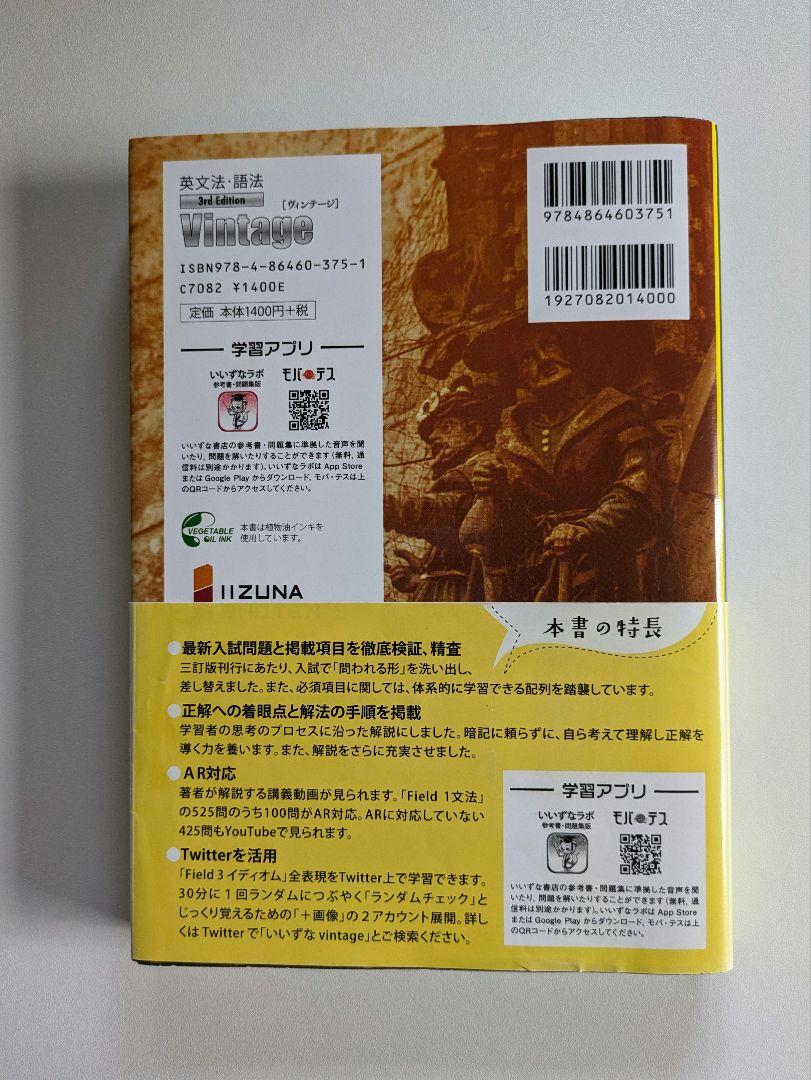 英文法・語法
3rd Edition
[ヴィンテージ]
Vintage
ISBN978-4-86460-375-1
C7082 ¥1400E
定価 本体1400円+税
9784864603751
1927082014000
学習アプリ
いいずなラボ
参考書・問題集版
モバ・テス
いいずな書店の参考書・問題集に準拠した音声を聞
いたり,問題を解いたりすることができます(無料,通
信料は別途かかります)。いいずなラボは App Store
または Google Play からダウンロード,モバ・テスは上
のQRコードからアクセスしてください。
VEGETABLE
OIL INK
本書は植物油インキを
使用しています。
IIZUNA
本書の特長
●最新入試問題と掲載項目を徹底検証、精査
三訂版刊行にあたり、入試で「問われる形」を洗い出し、
差し替えました。また、必須項目に関しては、体系的に学習できる配列を踏襲しています。
●正解への着眼点と解法の手順を掲載
学習者の思考のプロセスに沿った解説にしました。暗記に頼らずに、自ら考えて理解し正解を
導く力を養います。また、解説をさらに充実させました。
●AR対応
著者が解説する講義動画が見られます。「Field 1文法」
の525問のうち100問がAR対応。ARに対応していない
425問もYouTubeで見られます。
●Twitterを活用
「Field 3 イディオム」全表現をTwitter上で学習できます。
30分に1回ランダムにつぶやく「ランダムチェック」と
じっくり覚えるための「+画像」の2アカウント展開。詳し
くは Twitter で「いいずな vintage」とご検索ください。
学習アプリ
いいずなラボ
参考書・問題集版
モバ・テス
いいずな書店の参考書・問題集に準拠した音声を聞
いたり,問題を解いたりすることができます(無料,通
信料は別途かかります)。いいずなラボは App Store
または Google Play からダウンロード,モバ・テスは上
のQRコードからアクセスしてください。